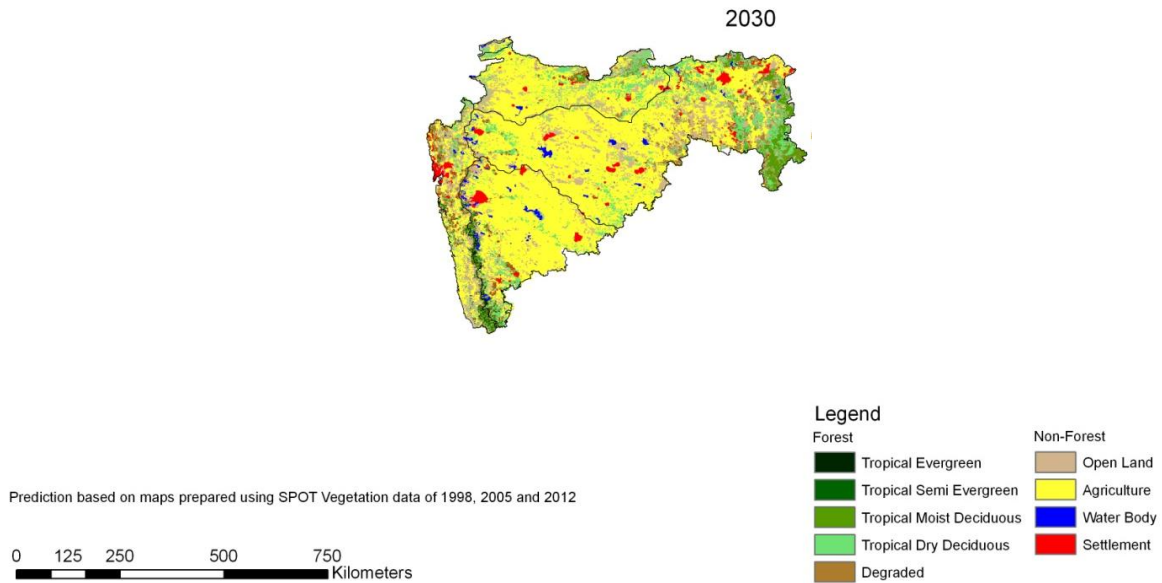 2030
Legend
Forest
Non-Forest
Tropical Evergreen
Open Land
Tropical Semi Evergreen
Agriculture
Tropical Moist Deciduous
Water Body
Tropical Dry Deciduous
Settlement
Degraded
Prediction based on maps prepared using SPOT Vegetation data of 1998, 2005 and 2012
0 125 250 500 750
Kilometers